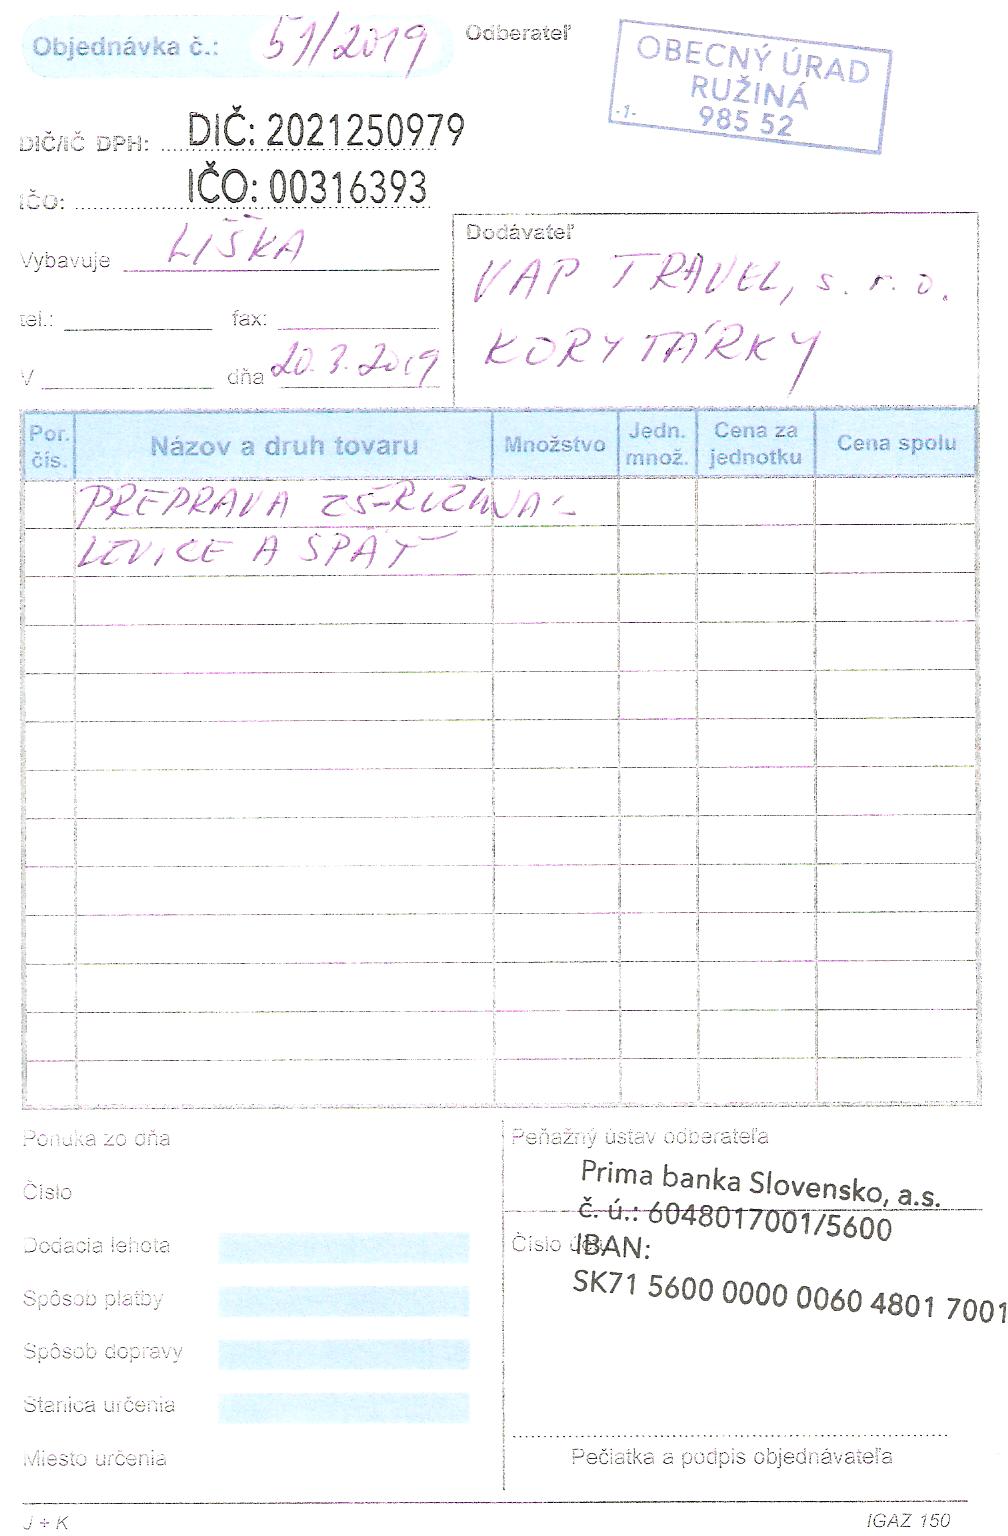 Objednávka č.: 51/2019
Odberateľ
OBECNÝ ÚRAD
RUŽINÁ
-1- 985 52
DIČ/IČ DPH: DIČ: 2021250979
IČO: IČO: 00316393
Vybavuje LÍŠKA
tel.: fax:
V dňa 20.3.2019
Dodávateľ
VAP TRAVEL, s.r.o.
KORYTÁRKY
Por. čís. Názov a druh tovaru Množstvo Jedn. množ. Cena za jednotku Cena spolu
PREPRAVA ZŠ-RUŽINÁ -
LEVICE A SPÄŤ
Ponuka zo dňa
Číslo
Dodacia lehota
Spôsob platby
Spôsob dopravy
Stanica určenia
Miesto určenia
Peňažný ústav odberateľa
Prima banka Slovensko, a.s.
č. ú.: 6048017001/5600
Číslo účtu
IBAN:
SK71 5600 0000 0060 4801 7001
Pečiatka a podpis objednávateľa
J + K
IGAZ 150